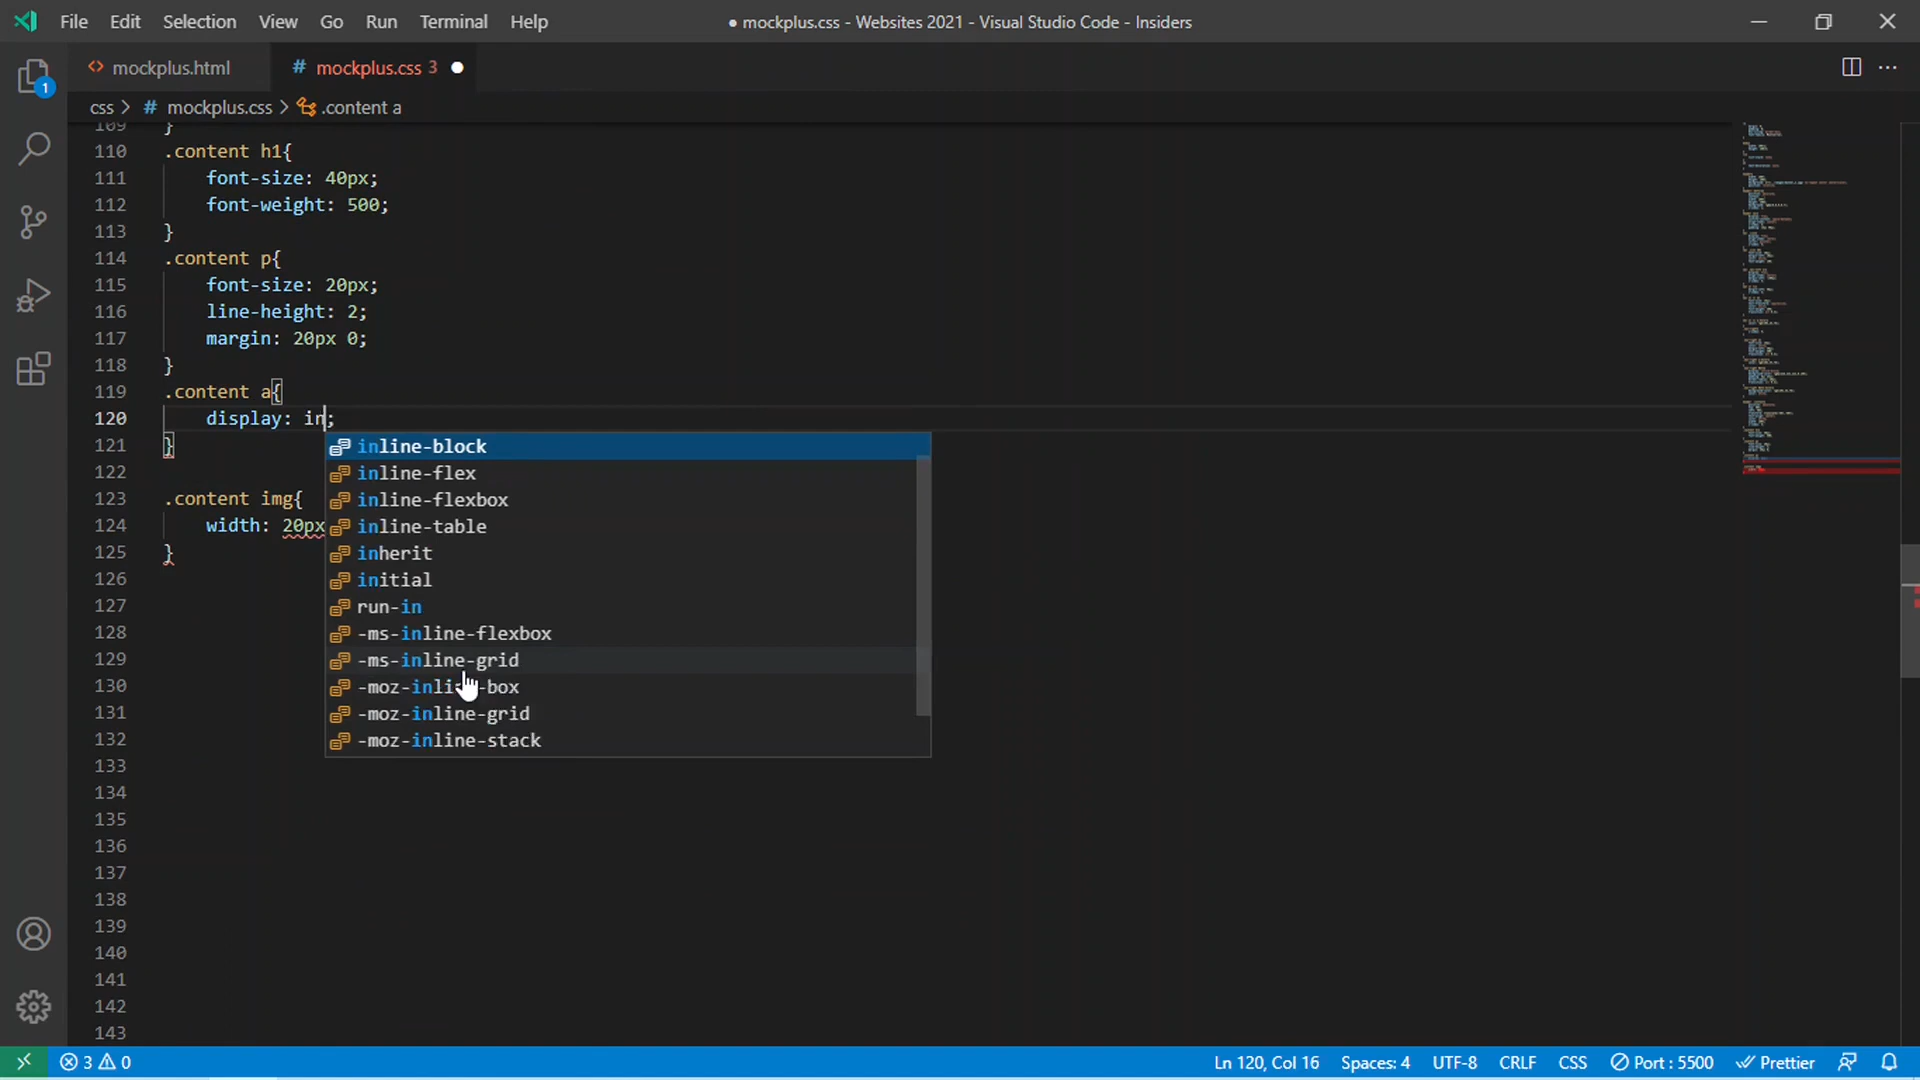 File Edit Selection View Go Run Terminal Help ● mockplus.css - Websites 2021 - Visual Studio Code - Insiders
1 <> mockplus.html # mockplus.css 3 ● ···
css > # mockplus.css > .content a
109 }
110 .content h1{
111 font-size: 40px;
112 font-weight: 500;
113 }
114 .content p{
115 font-size: 20px;
116 line-height: 2;
117 margin: 20px 0;
118 }
119 .content a{
120 display: in;
121 } inline-block
122 inline-flex
123 .content img{ inline-flexbox
124 width: 20px inline-table
125 } inherit
126 initial
127 run-in
128 -ms-inline-flexbox
129 -ms-inline-grid
130 -moz-inline-box
131 -moz-inline-grid
132 -moz-inline-stack
133
134
135
136
137
138
139
140
141
142
143
3 0 Ln 120, Col 16 Spaces: 4 UTF-8 CRLF CSS Port : 5500 Prettier